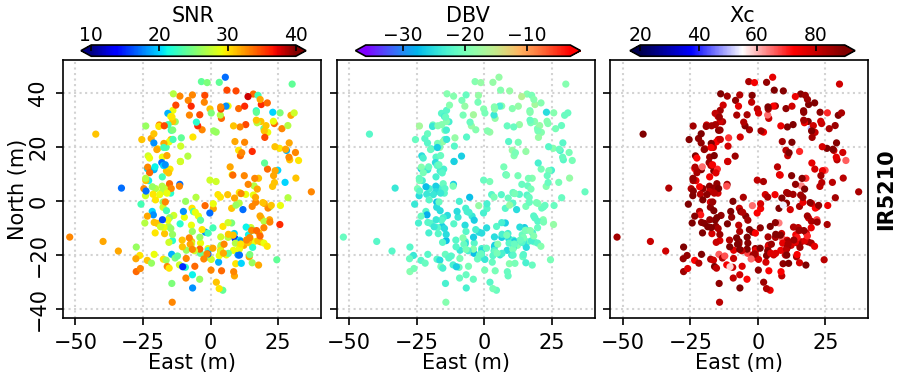 SNR DBV Xc
10 20 30 40 −30 −20 −10 20 40 60 80
North (m)
40
20
0
−20
−40
−50 −25 0 25 −50 −25 0 25 −50 −25 0 25
East (m) East (m) East (m)
IR5210